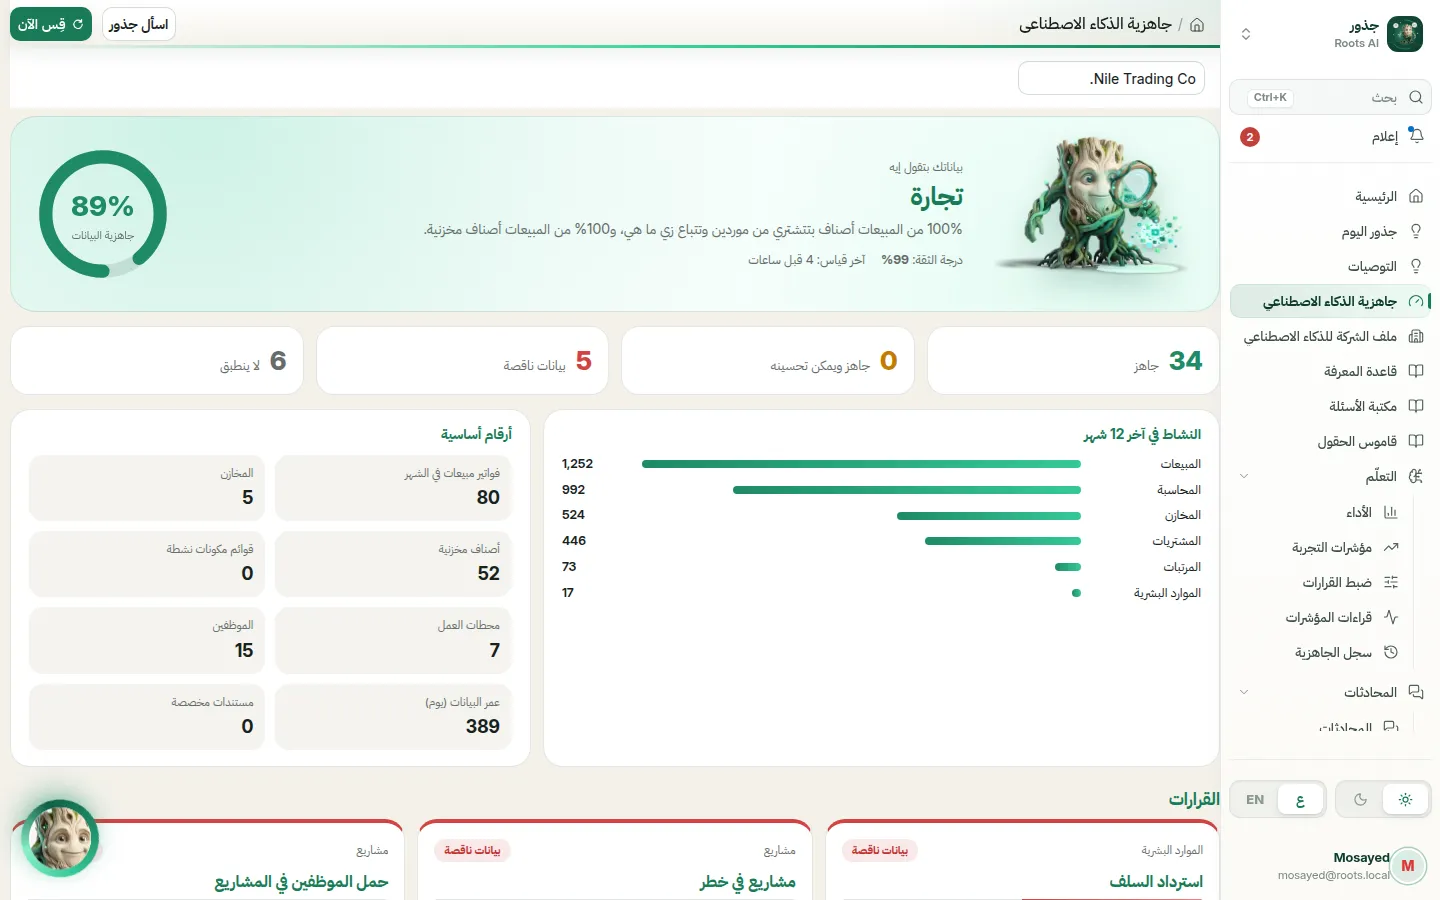 جذور
Roots AI
بحث
Ctrl+K
إعلام
2
الرئيسية
جذور اليوم
التوصيات
جاهزية الذكاء الاصطناعي
ملف الشركة للذكاء الاصطناعي
قاعدة المعرفة
مكتبة الأسئلة
قاموس الحقول
التعلّم
الأداء
مؤشرات التجربة
ضبط القرارات
قراءات المؤشرات
سجل الجاهزية
المحادثات
المحادثات
ع
EN
Mosayed
mosayed@roots.local
M
جاهزية الذكاء الاصطناعي /
اسأل جذور
قِس الآن
Nile Trading Co.
بياناتك بتقول إيه
تجارة
100% من المبيعات أصناف بتتشتري من موردين وتتباع زي ما هي، و100% من المبيعات أصناف مخزنية.
درجة الثقة: 99%
آخر قياس: 4 قبل ساعات
89%
جاهزية البيانات
34 جاهز
0 جاهز ويمكن تحسينه
5 بيانات ناقصة
6 لا ينطبق
النشاط في آخر 12 شهر
المبيعات 1,252
المحاسبة 992
المخازن 524
المشتريات 446
المرتبات 73
الموارد البشرية 17
أرقام أساسية
فواتير مبيعات في الشهر
80
المخازن
5
أصناف مخزنية
52
قوائم مكونات نشطة
0
محطات العمل
7
الموظفين
15
عمر البيانات (يوم)
389
مستندات مخصصة
0
القرارات
الموارد البشرية
بيانات ناقصة
استرداد السلف
مشاريع
بيانات ناقصة
مشاريع في خطر
مشاريع
حمل الموظفين في المشاريع